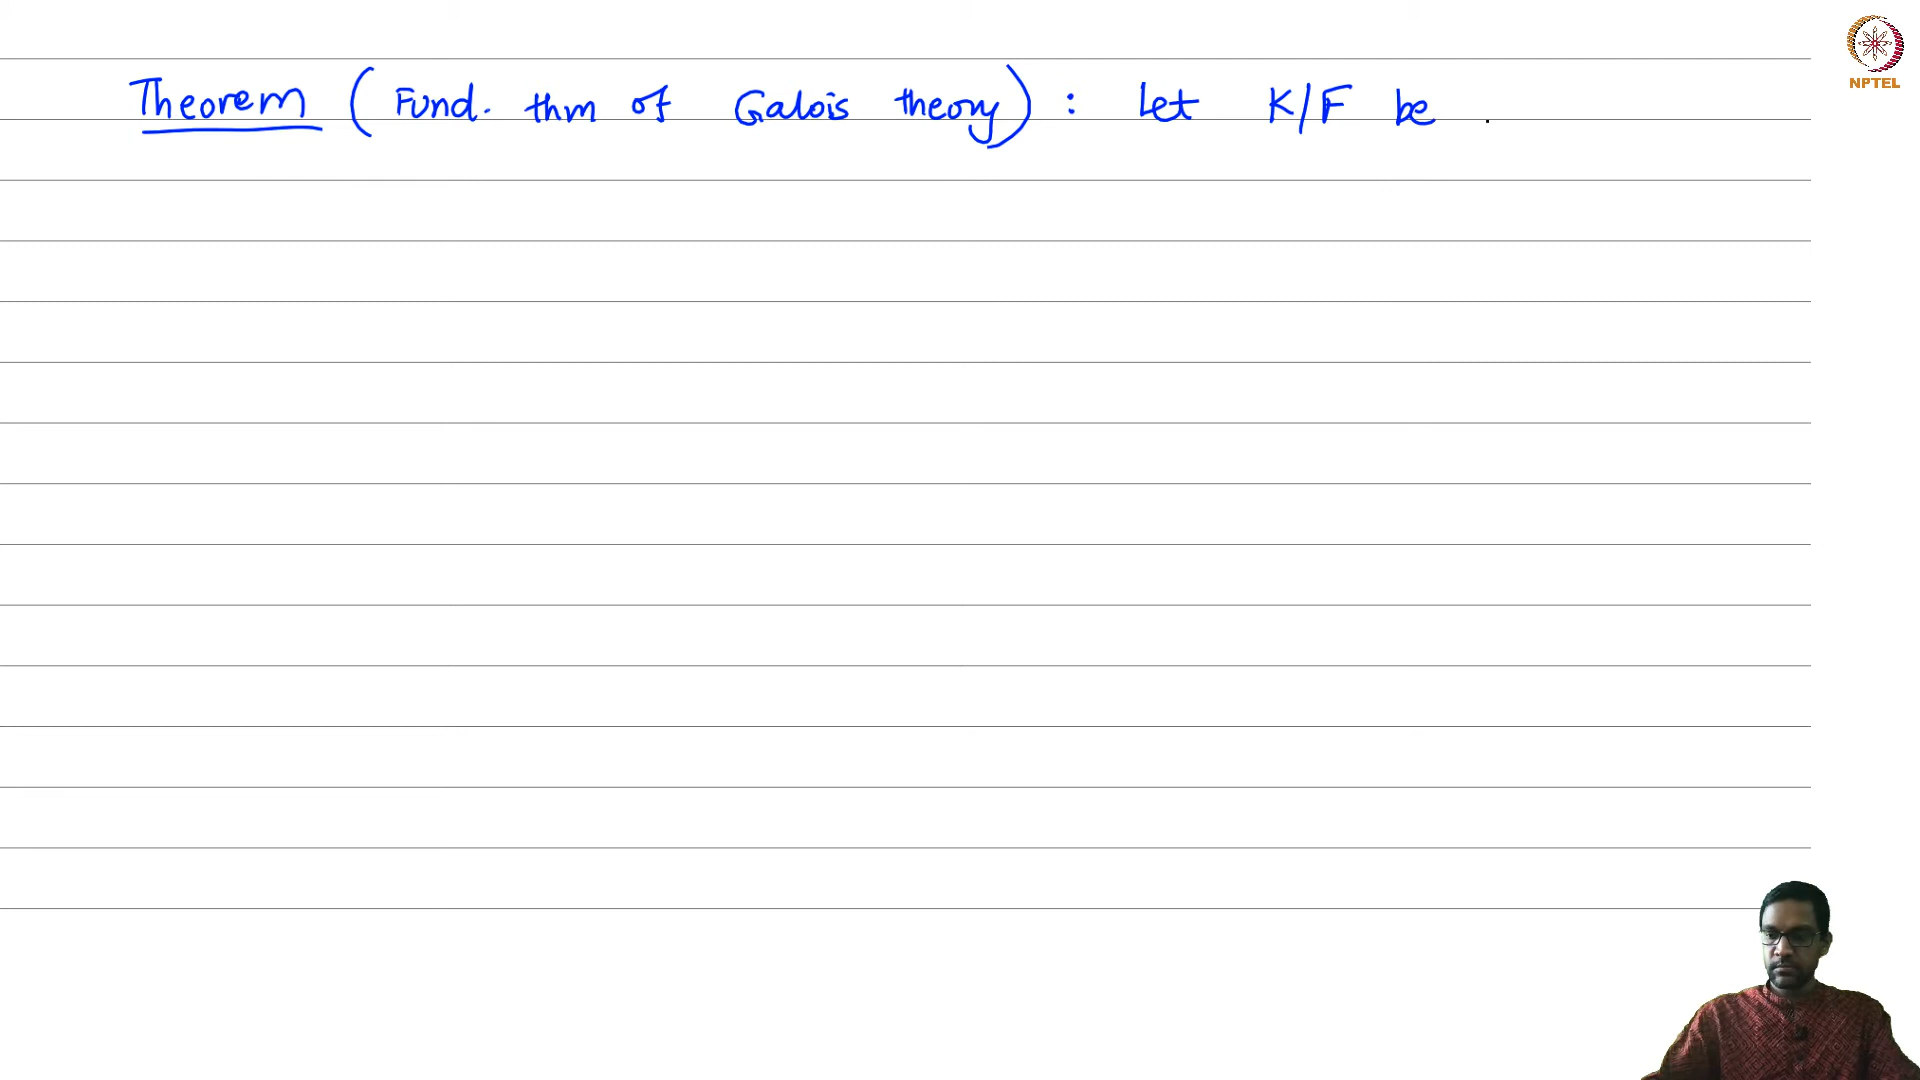 Theorem (Fund. thm of Galois theory) : Let K/F be
NPTEL